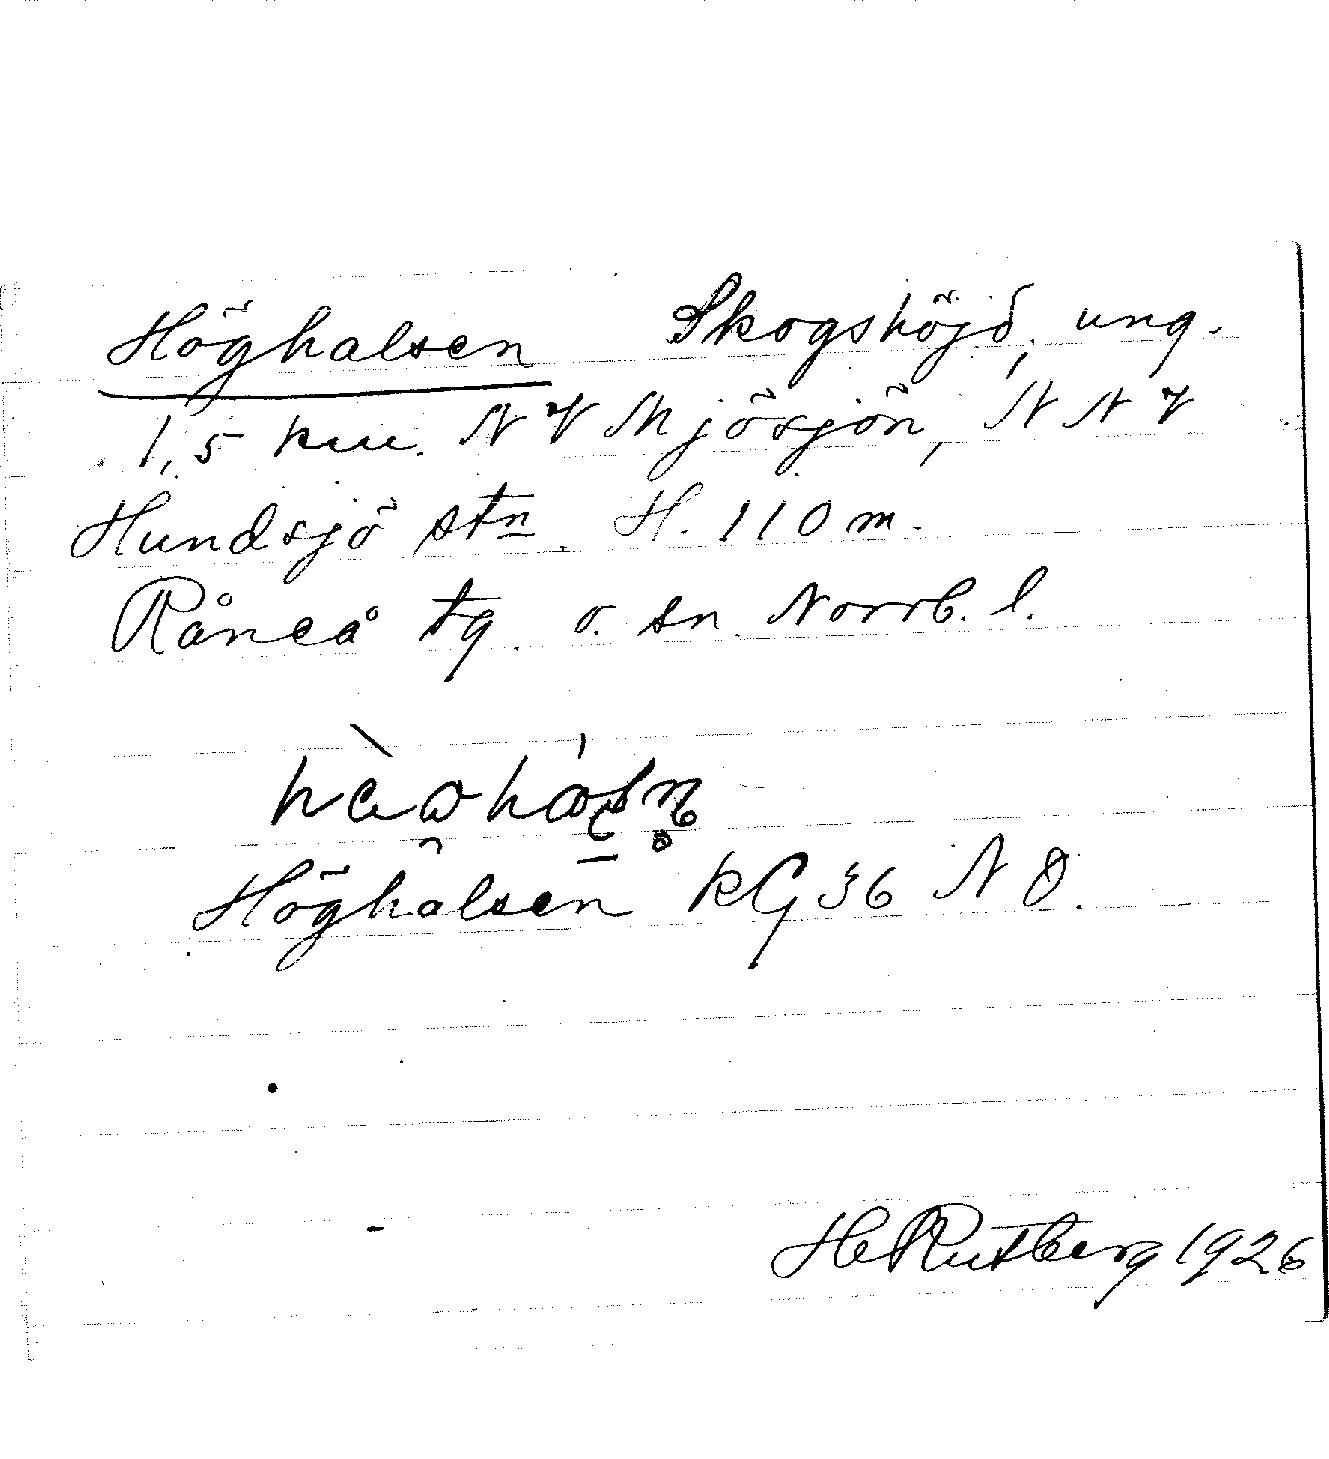 Höghalsen Skogshöjd, ung.
1,5 km. NV Mjösjön, NNV
Hundsjö stn. H. 110 m.
Råneå tg o. sn Norrb. l.
Höghalsen kG 36 NO.
H Rutberg 1926